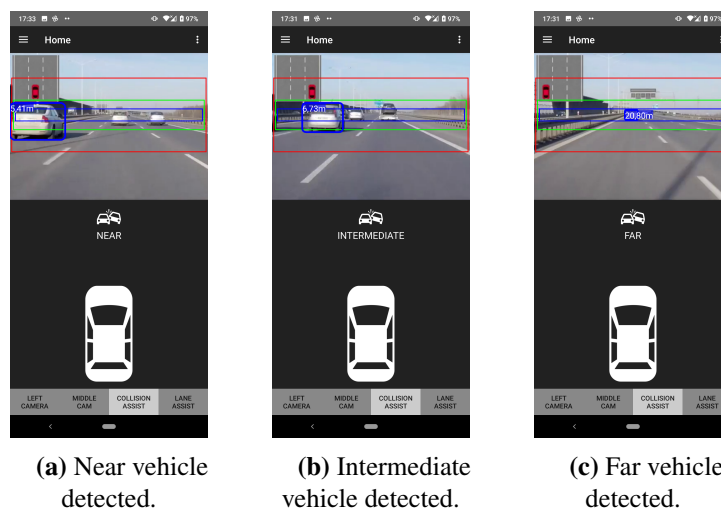 17:33 97%
Home
5,41m
NEAR
LEFT CAMERA MIDDLE CAM COLLISION ASSIST LANE ASSIST
(a) Near vehicle
detected.
17:31 97%
Home
6,73m
INTERMEDIATE
LEFT CAMERA MIDDLE CAM COLLISION ASSIST LANE ASSIST
(b) Intermediate
vehicle detected.
17:31 97%
Home
20,80m
FAR
LEFT CAMERA MIDDLE CAM COLLISION ASSIST LANE ASSIST
(c) Far vehicle
detected.